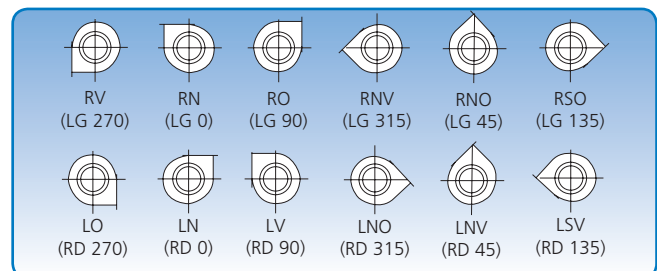 RV RN RO RNV RNO RSO
(LG 270) (LG 0) (LG 90) (LG 315) (LG 45) (LG 135)
LO LN LV LNO LNV LSV
(RD 270) (RD 0) (RD 90) (RD 315) (RD 45) (RD 135)